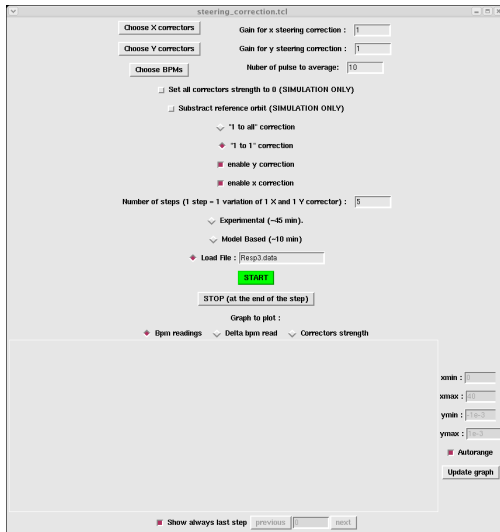 steering_correction.tcl
Choose X correctors Gain for x steering correction : 1
Choose Y correctors Gain for y steering correction : 1
Choose BPMs Nuber of pulse to average: 10
Set all correctors strength to 0 (SIMULATION ONLY)
Substract reference orbit (SIMULATION ONLY)
"1 to all" correction
"1 to 1" correction
enable y correction
enable x correction
Number of steps (1 step = 1 variation of 1 X and 1 Y corrector) : 5
Experimental (~45 min).
Model Based (~10 min)
Load File : Resp3.data
START
STOP (at the end of the step)
Graph to plot :
Bpm readings Delta bpm read Correctors strength
xmin : 0
xmax : 40
ymin : -1e-3
ymax : 1e-3
Autorange
Update graph
Show always last step previous 0 next